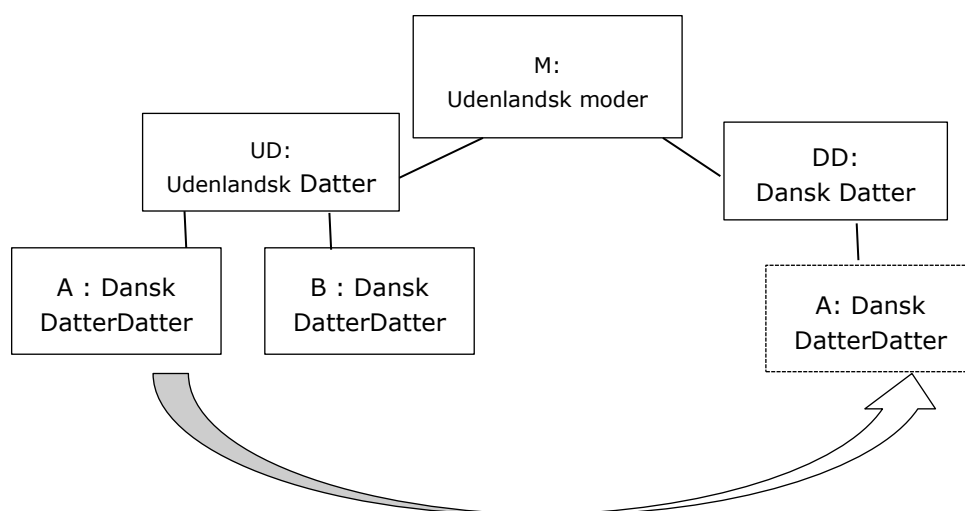 M:
Udenlandsk moder
UD:
Udenlandsk Datter
DD:
Dansk Datter
A : Dansk
DatterDatter
B : Dansk
DatterDatter
A: Dansk
DatterDatter